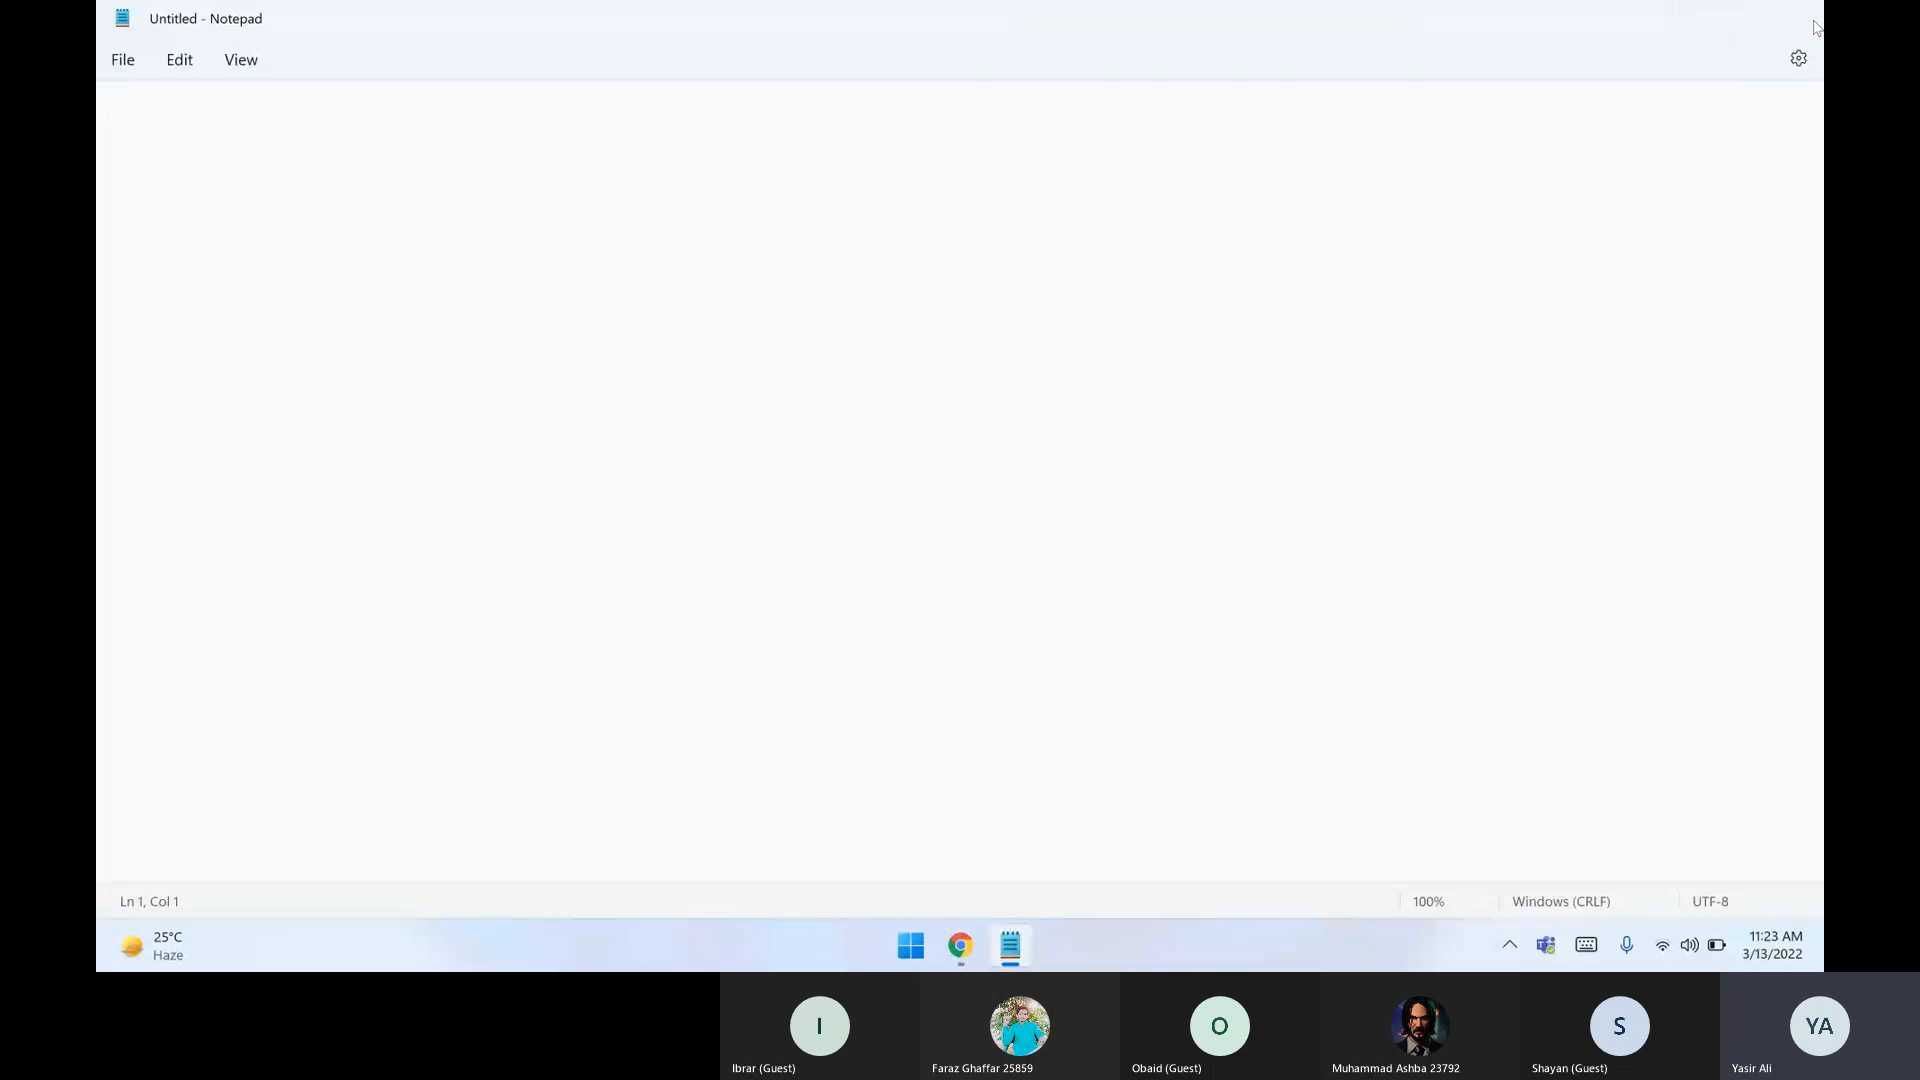 Untitled - Notepad
File Edit View
Ln 1, Col 1 100% Windows (CRLF) UTF-8
25°C
Haze
11:23 AM
3/13/2022
I O S YA
Ibrar (Guest) Faraz Ghaffar 25859 Obaid (Guest) Muhammad Ashba 23792 Shayan (Guest) Yasir Ali